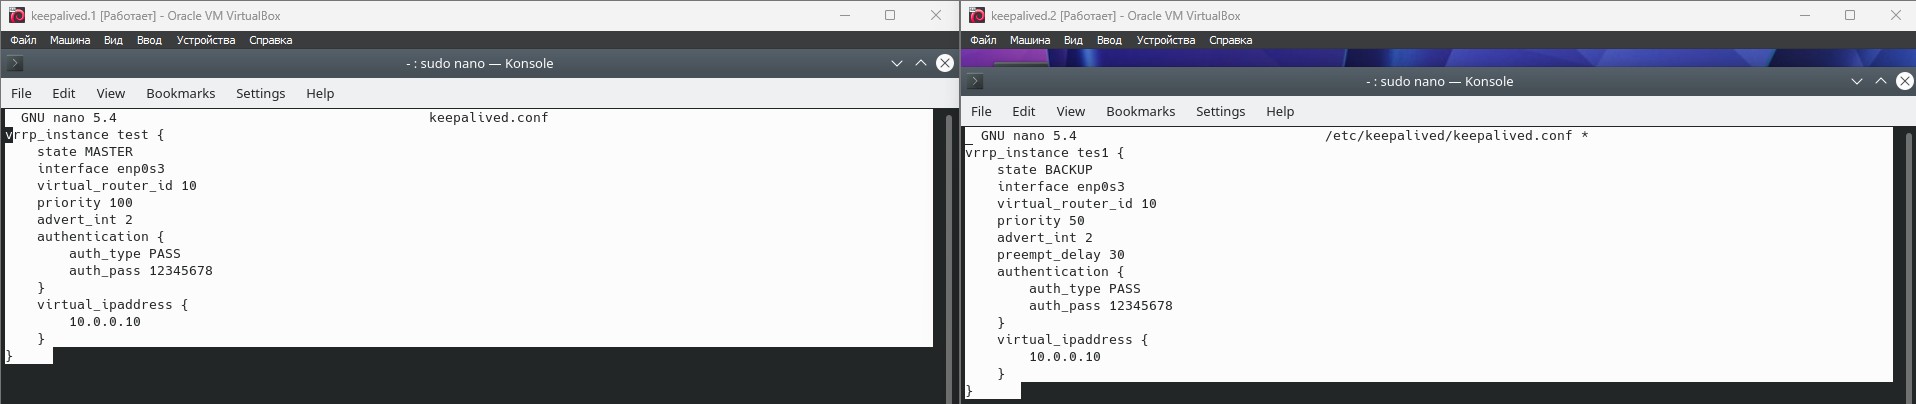 keepalived.1 [Работает] - Oracle VM VirtualBox
Файл Машина Вид Ввод Устройства Справка
- : sudo nano — Konsole
File Edit View Bookmarks Settings Help
GNU nano 5.4 keepalived.conf
vrrp_instance test {
    state MASTER
    interface enp0s3
    virtual_router_id 10
    priority 100
    advert_int 2
    authentication {
        auth_type PASS
        auth_pass 12345678
    }
    virtual_ipaddress {
        10.0.0.10
    }
}
keepalived.2 [Работает] - Oracle VM VirtualBox
Файл Машина Вид Ввод Устройства Справка
- : sudo nano — Konsole
File Edit View Bookmarks Settings Help
GNU nano 5.4 /etc/keepalived/keepalived.conf *
vrrp_instance tes1 {
    state BACKUP
    interface enp0s3
    virtual_router_id 10
    priority 50
    advert_int 2
    preempt_delay 30
    authentication {
        auth_type PASS
        auth_pass 12345678
    }
    virtual_ipaddress {
        10.0.0.10
    }
}